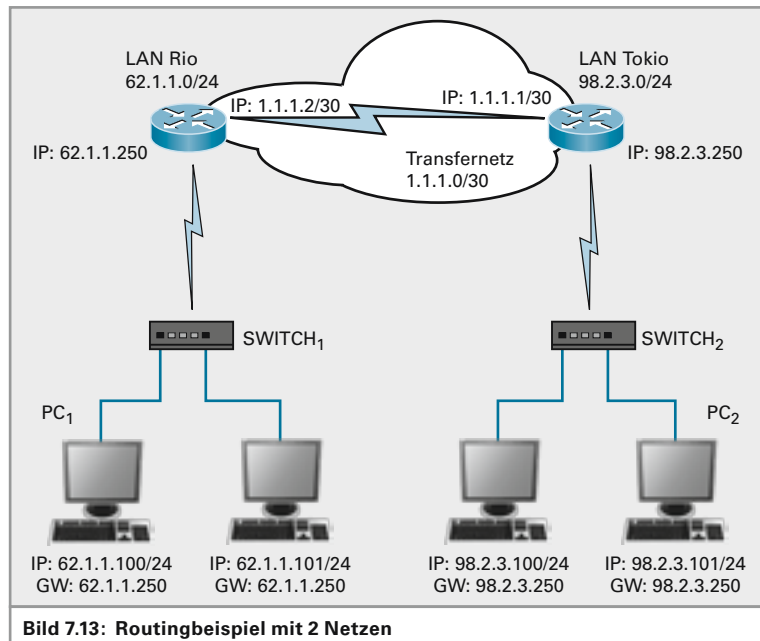 LAN Rio
62.1.1.0/24
LAN Tokio
98.2.3.0/24
IP: 1.1.1.2/30
IP: 1.1.1.1/30
IP: 62.1.1.250
Transfernetz
1.1.1.0/30
IP: 98.2.3.250
SWITCH1
SWITCH2
PC1
PC2
IP: 62.1.1.100/24
GW: 62.1.1.250
IP: 62.1.1.101/24
GW: 62.1.1.250
IP: 98.2.3.100/24
GW: 98.2.3.250
IP: 98.2.3.101/24
GW: 98.2.3.250
Bild 7.13: Routingbeispiel mit 2 Netzen